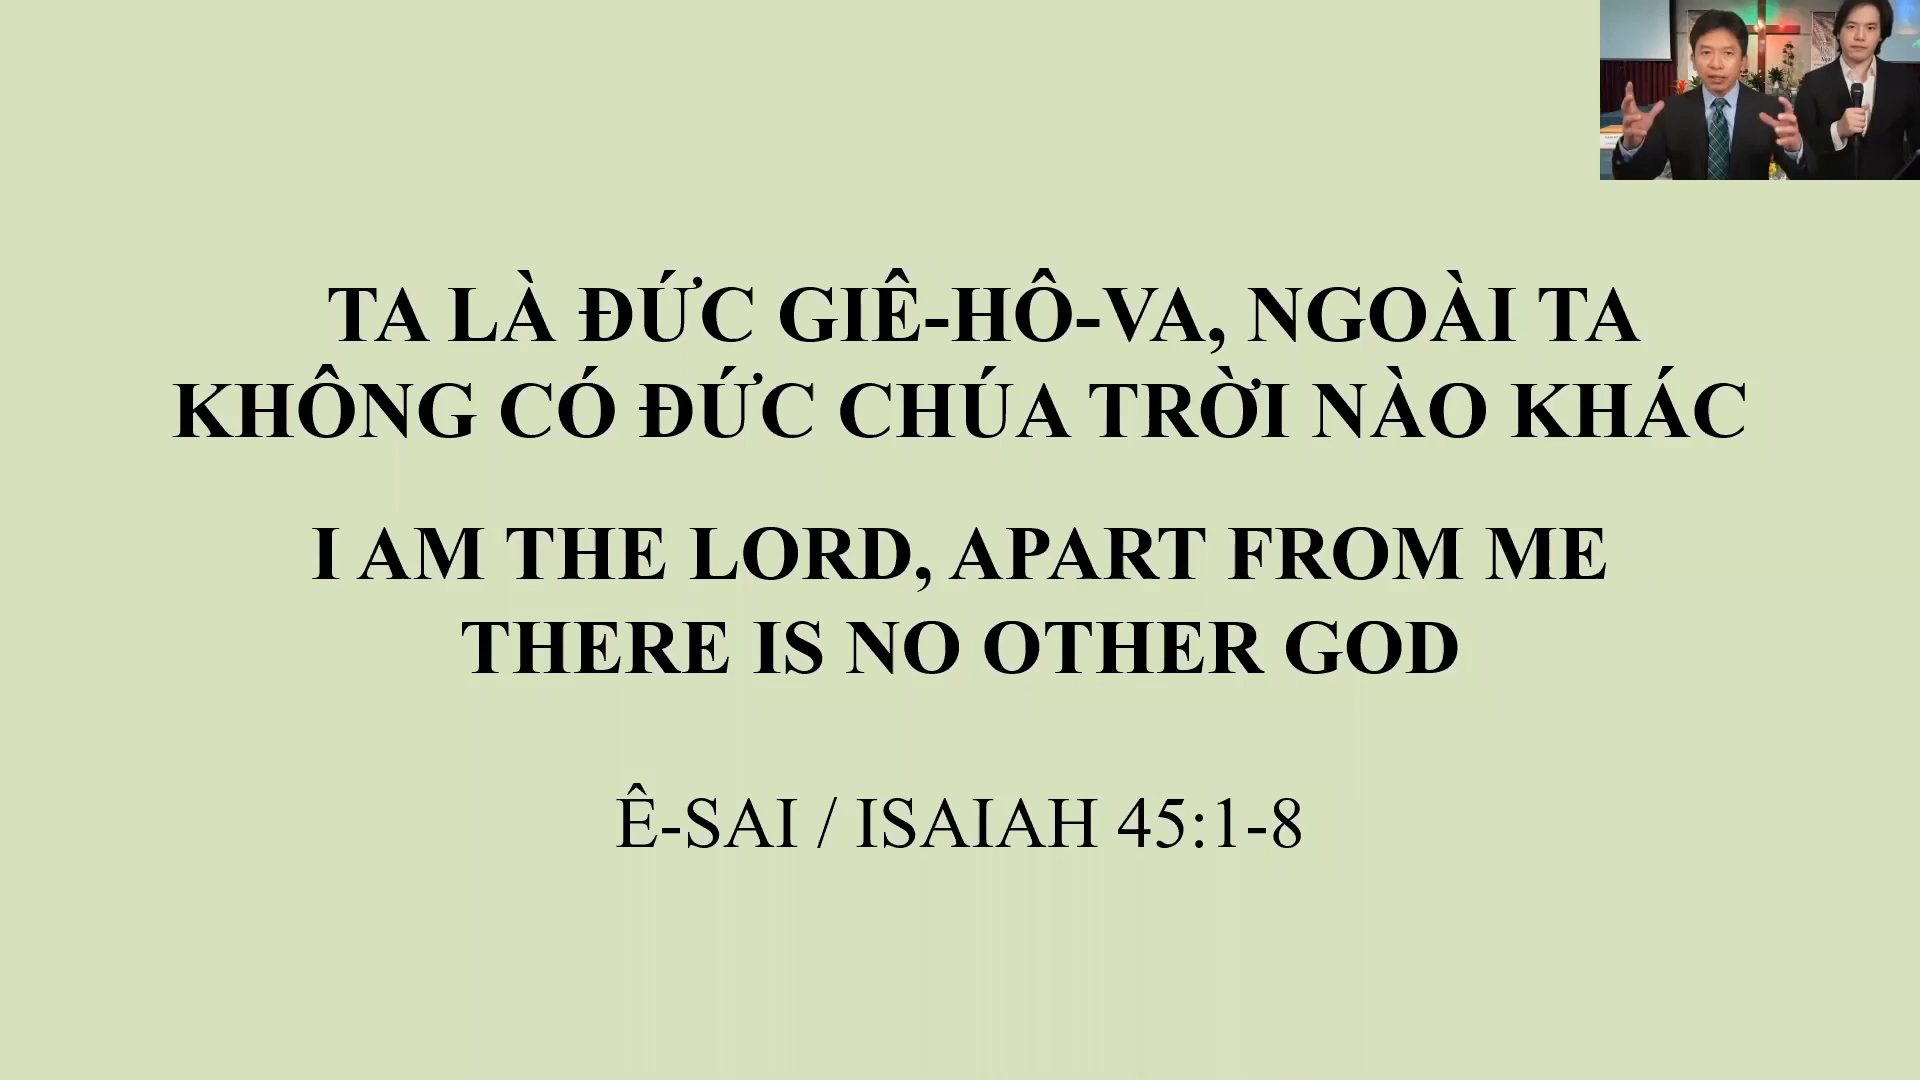 TA LÀ ĐỨC GIÊ-HÔ-VA, NGOÀI TA
KHÔNG CÓ ĐỨC CHÚA TRỜI NÀO KHÁC
I AM THE LORD, APART FROM ME
THERE IS NO OTHER GOD
Ê-SAI / ISAIAH 45:1-8